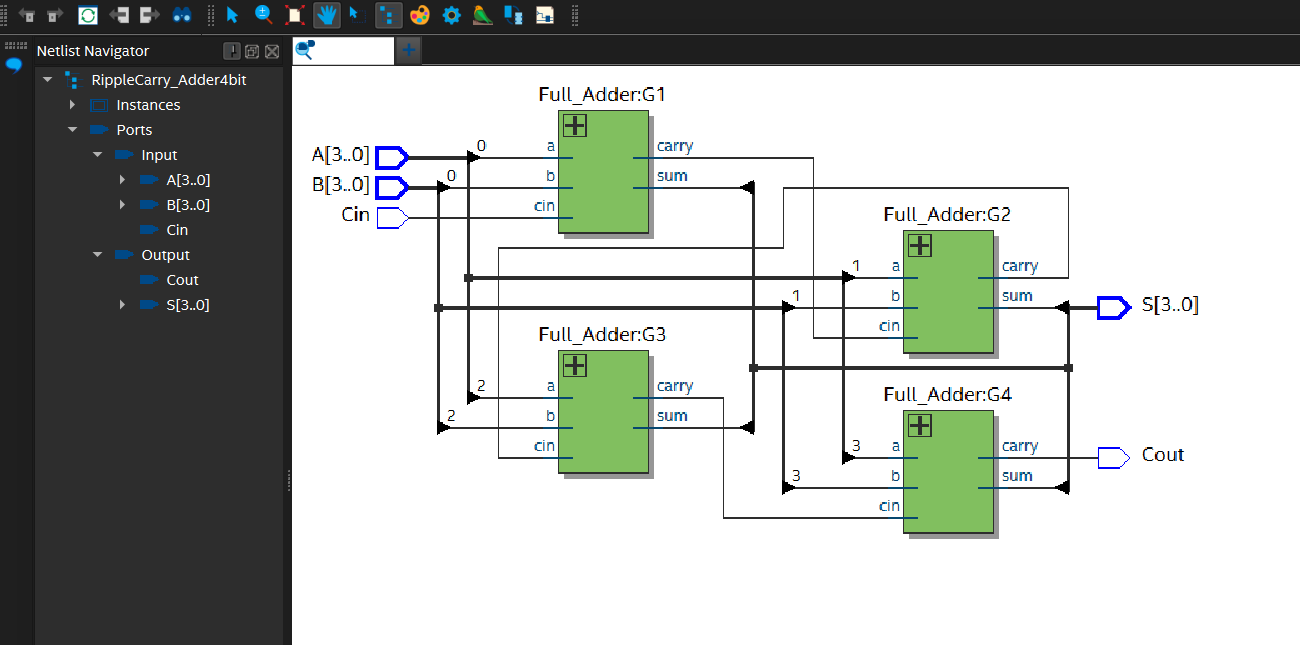 Netlist Navigator
RippleCarry_Adder4bit
Instances
Ports
Input
A[3..0]
B[3..0]
Cin
Output
Cout
S[3..0]
Full_Adder:G1
A[3..0]
0
a
carry
B[3..0]
0
b
sum
Cin
cin
Full_Adder:G2
1
a
carry
1
b
sum
S[3..0]
cin
Full_Adder:G3
2
a
carry
2
b
sum
cin
Full_Adder:G4
3
a
carry
Cout
3
b
sum
cin